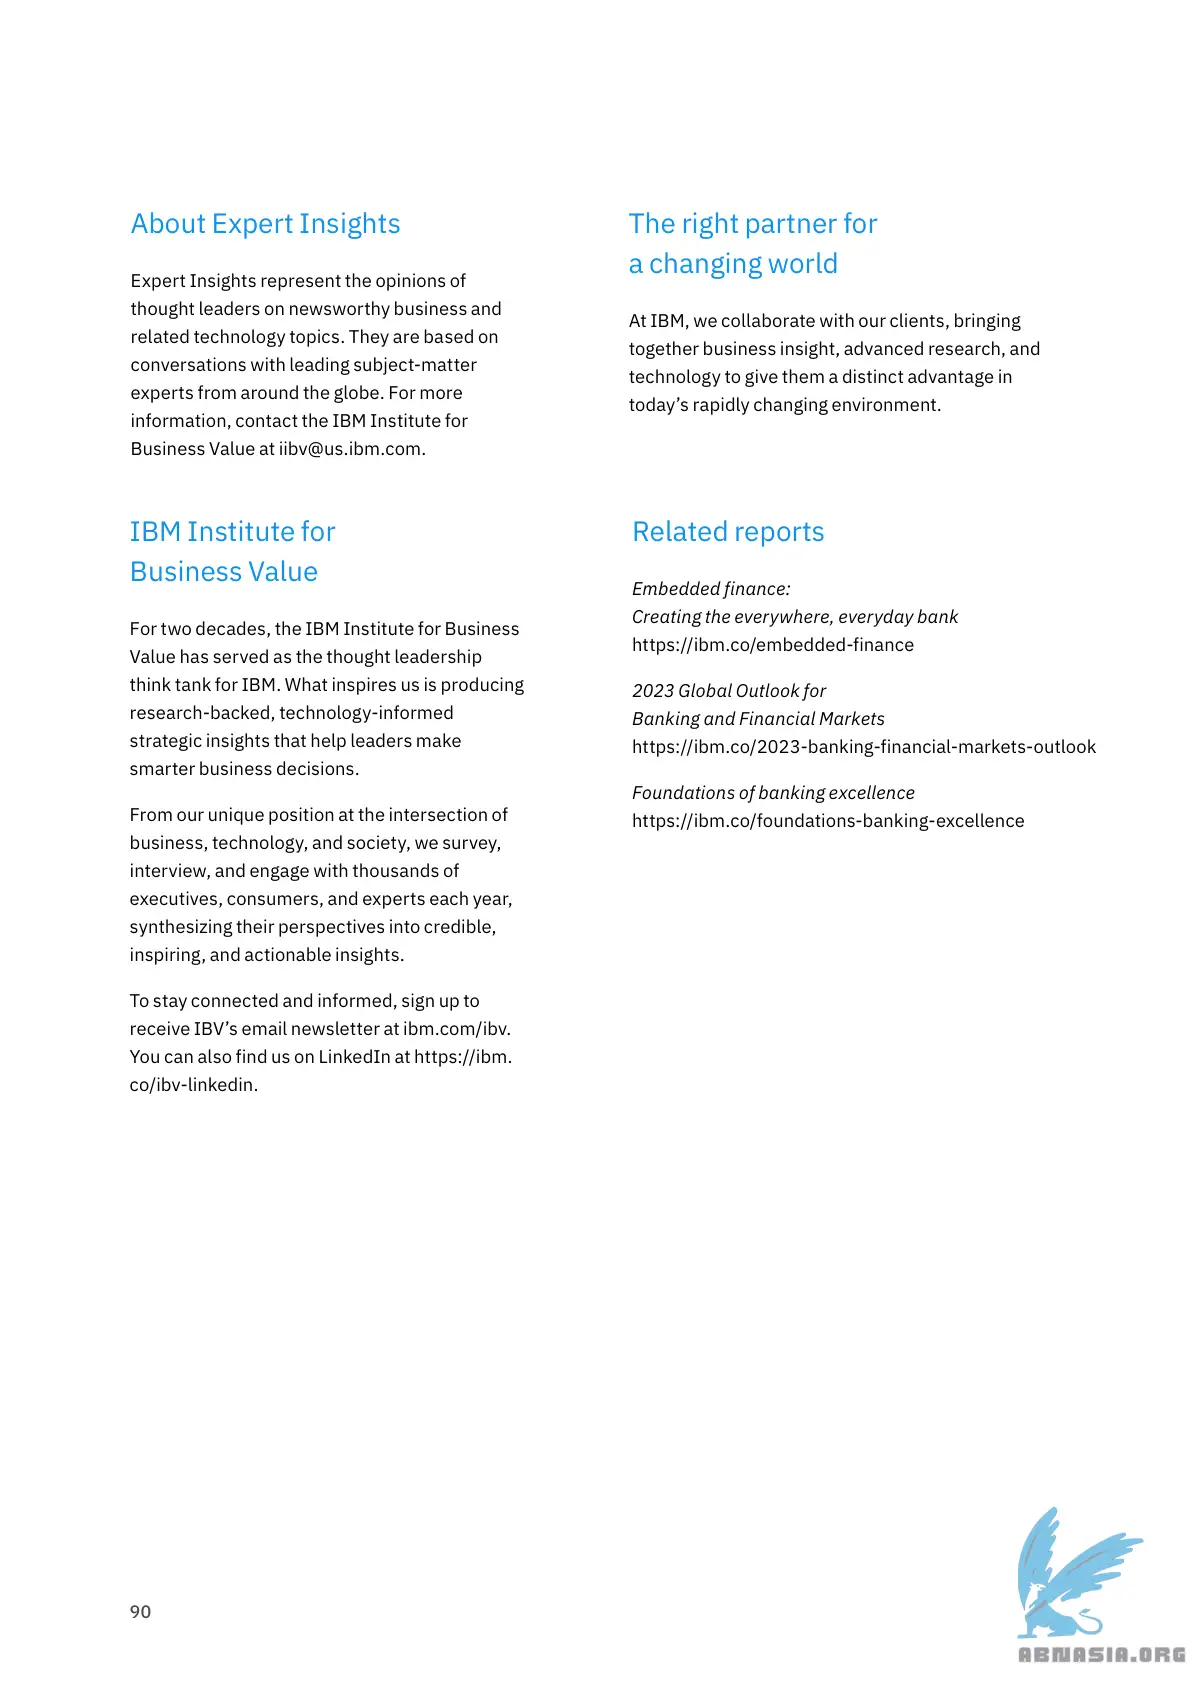 About Expert Insights
Expert Insights represent the opinions of
thought leaders on newsworthy business and
related technology topics. They are based on
conversations with leading subject-matter
experts from around the globe. For more
information, contact the IBM Institute for
Business Value at iibv@us.ibm.com.
The right partner for
a changing world
At IBM, we collaborate with our clients, bringing
together business insight, advanced research, and
technology to give them a distinct advantage in
today’s rapidly changing environment.
IBM Institute for
Business Value
For two decades, the IBM Institute for Business
Value has served as the thought leadership
think tank for IBM. What inspires us is producing
research-backed, technology-informed
strategic insights that help leaders make
smarter business decisions.
From our unique position at the intersection of
business, technology, and society, we survey,
interview, and engage with thousands of
executives, consumers, and experts each year,
synthesizing their perspectives into credible,
inspiring, and actionable insights.
To stay connected and informed, sign up to
receive IBV’s email newsletter at ibm.com/ibv.
You can also find us on LinkedIn at https://ibm.
co/ibv-linkedin.
Related reports
Embedded finance:
Creating the everywhere, everyday bank
https://ibm.co/embedded-finance
2023 Global Outlook for
Banking and Financial Markets
https://ibm.co/2023-banking-financial-markets-outlook
Foundations of banking excellence
https://ibm.co/foundations-banking-excellence
90
ABNASIA.ORG